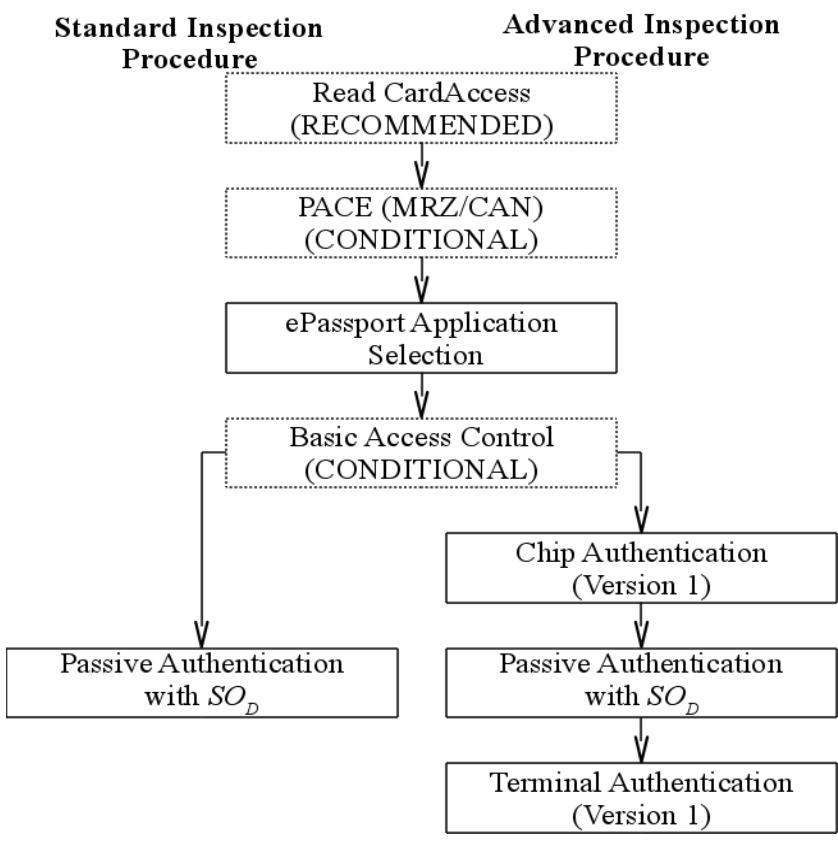 Standard Inspection
Procedure
Advanced Inspection
Procedure
Read CardAccess
(RECOMMENDED)
PACE (MRZ/CAN)
(CONDITIONAL)
ePassport Application
Selection
Basic Access Control
(CONDITIONAL)
Chip Authentication
(Version 1)
Passive Authentication
with SO_D
Passive Authentication
with SO_D
Terminal Authentication
(Version 1)